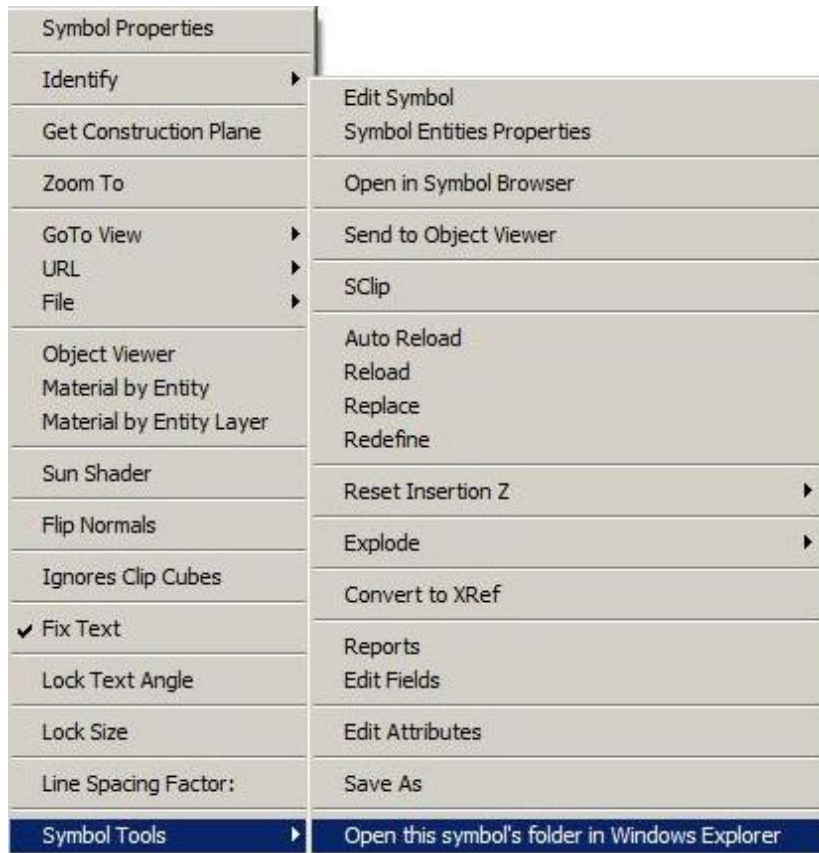 Symbol Properties
Identify
Get Construction Plane
Zoom To
GoTo View
URL
File
Object Viewer
Material by Entity
Material by Entity Layer
Sun Shader
Flip Normals
Ignores Clip Cubes
Fix Text
Lock Text Angle
Lock Size
Line Spacing Factor:
Symbol Tools
Edit Symbol
Symbol Entities Properties
Open in Symbol Browser
Send to Object Viewer
SClip
Auto Reload
Reload
Replace
Redefine
Reset Insertion Z
Explode
Convert to XRef
Reports
Edit Fields
Edit Attributes
Save As
Open this symbol's folder in Windows Explorer